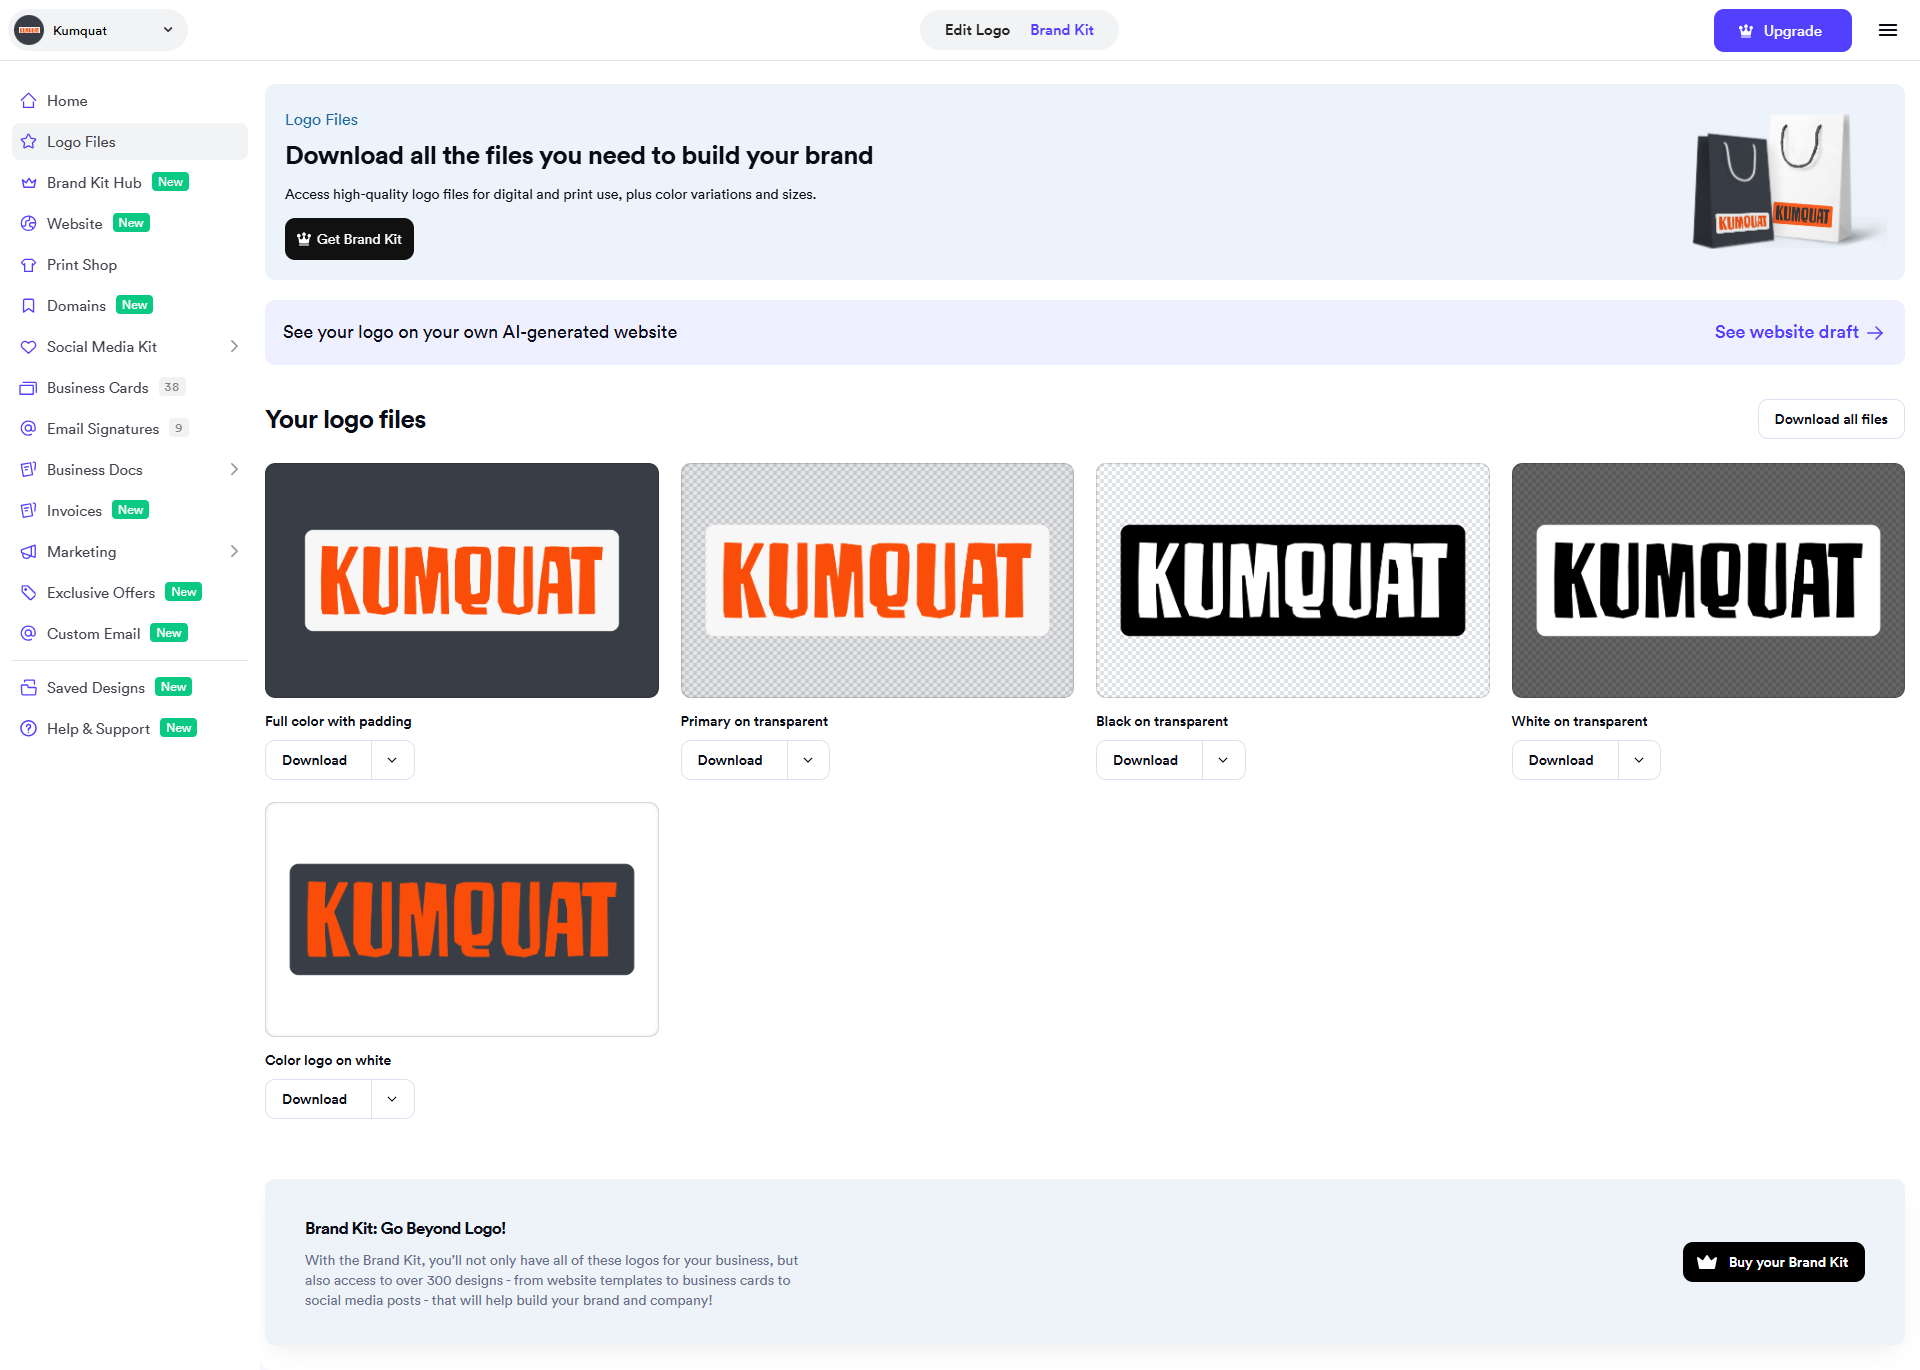 Kumquat
Edit Logo
Brand Kit
Upgrade
Home
Logo Files
Brand Kit Hub New
Website New
Print Shop
Domains New
Social Media Kit
Business Cards 38
Email Signatures 9
Business Docs
Invoices New
Marketing
Exclusive Offers New
Custom Email New
Saved Designs New
Help & Support New
Logo Files
Download all the files you need to build your brand
Access high-quality logo files for digital and print use, plus color variations and sizes.
Get Brand Kit
KUMQUAT
KUMQUAT
See your logo on your own AI-generated website
See website draft
Your logo files
Download all files
KUMQUAT
KUMQUAT
KUMQUAT
KUMQUAT
Full color with padding
Primary on transparent
Black on transparent
White on transparent
Download
Download
Download
Download
KUMQUAT
Color logo on white
Download
Brand Kit: Go Beyond Logo!
With the Brand Kit, you'll not only have all of these logos for your business, but
also access to over 300 designs - from website templates to business cards to
social media posts - that will help build your brand and company!
Buy your Brand Kit